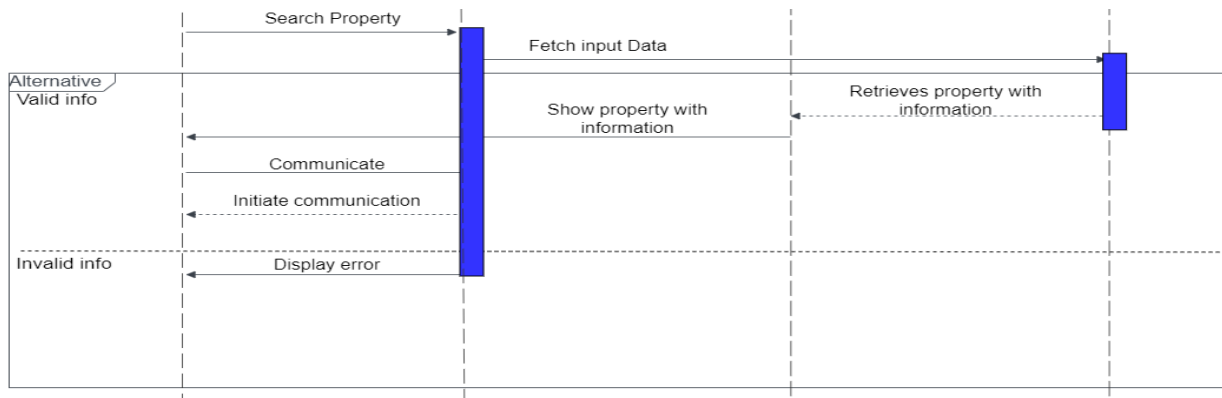 Search Property
Fetch input Data
Alternative
Valid info
Retrieves property with
information
Show property with
information
Communicate
Initiate communication
Invalid info
Display error